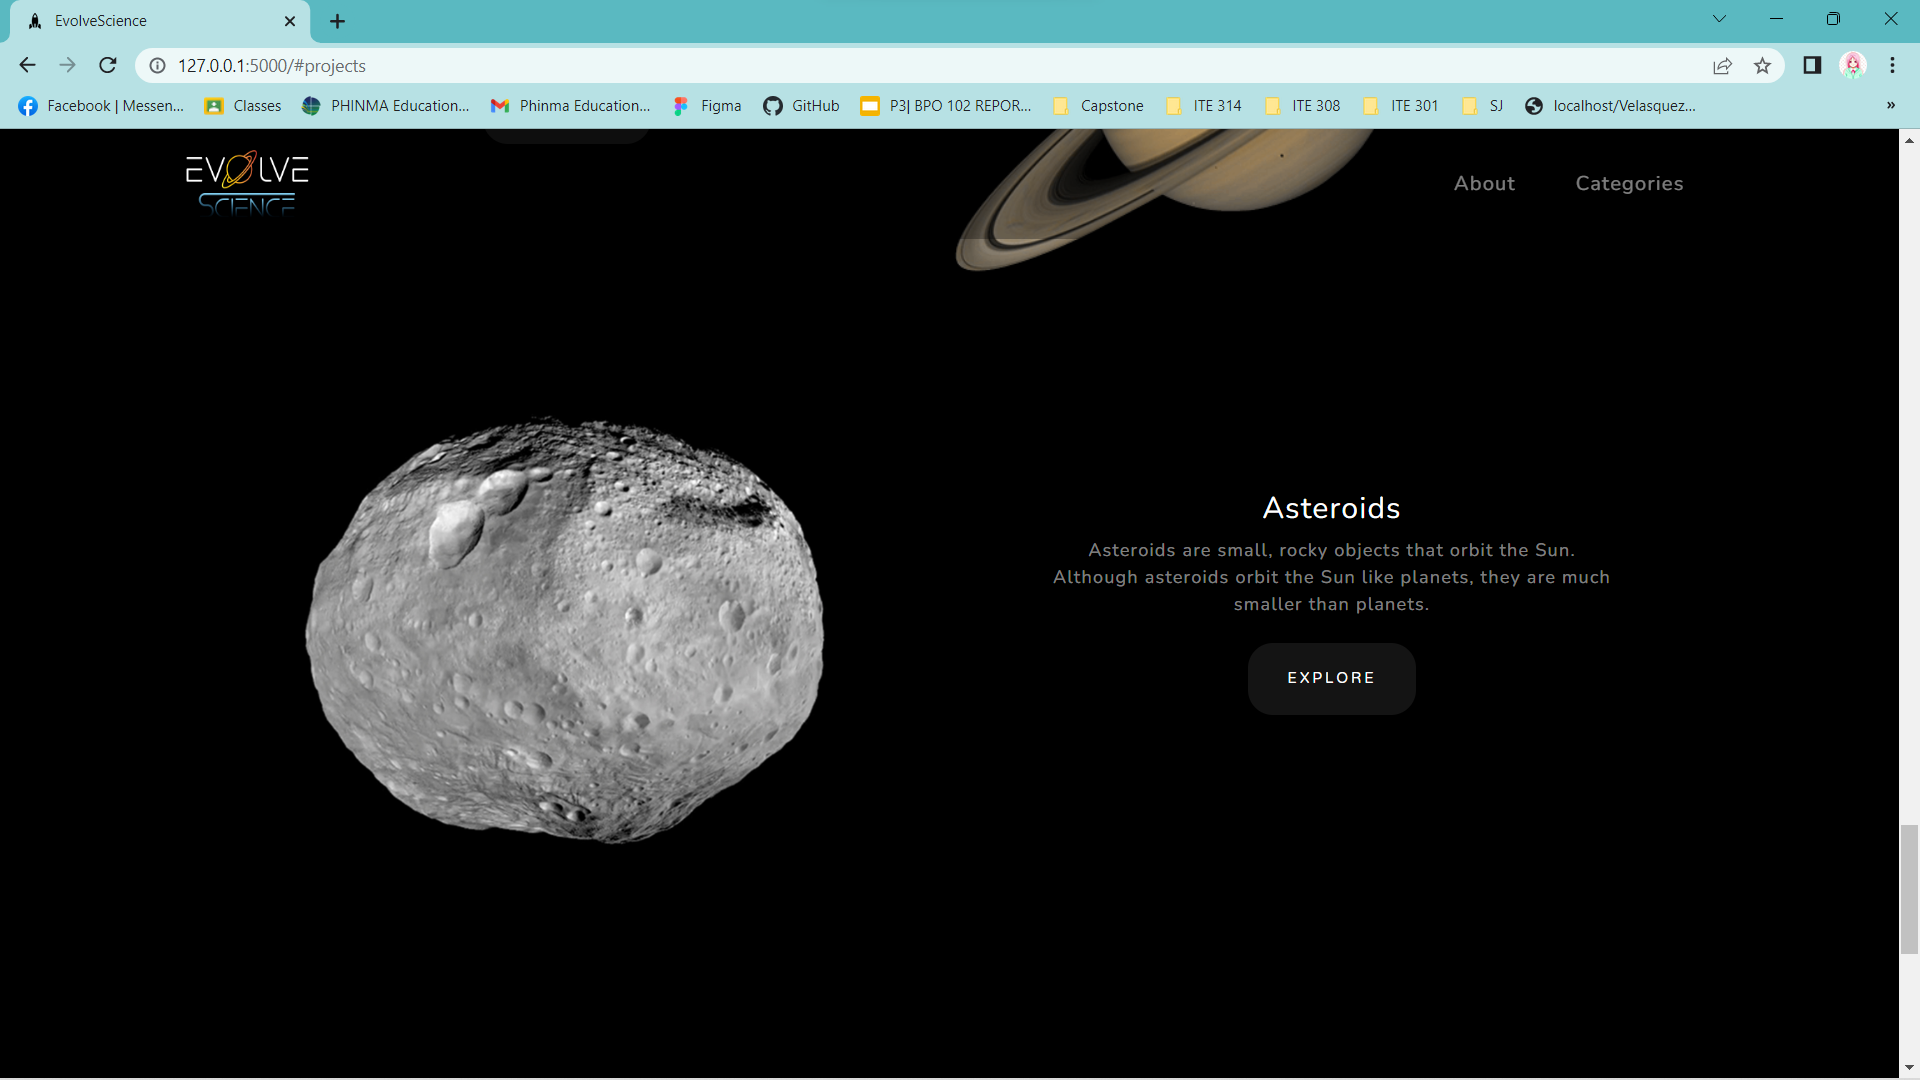 EvolveScience
127.0.0.1:5000/#projects
Facebook | Messen...
Classes
PHINMA Education...
Phinma Education...
Figma
GitHub
P3| BPO 102 REPOR...
Capstone
ITE 314
ITE 308
ITE 301
SJ
localhost/Velasquez...
»
EVOLVE
SCIENCE
About
Categories
Asteroids
Asteroids are small, rocky objects that orbit the Sun.
Although asteroids orbit the Sun like planets, they are much
smaller than planets.
EXPLORE